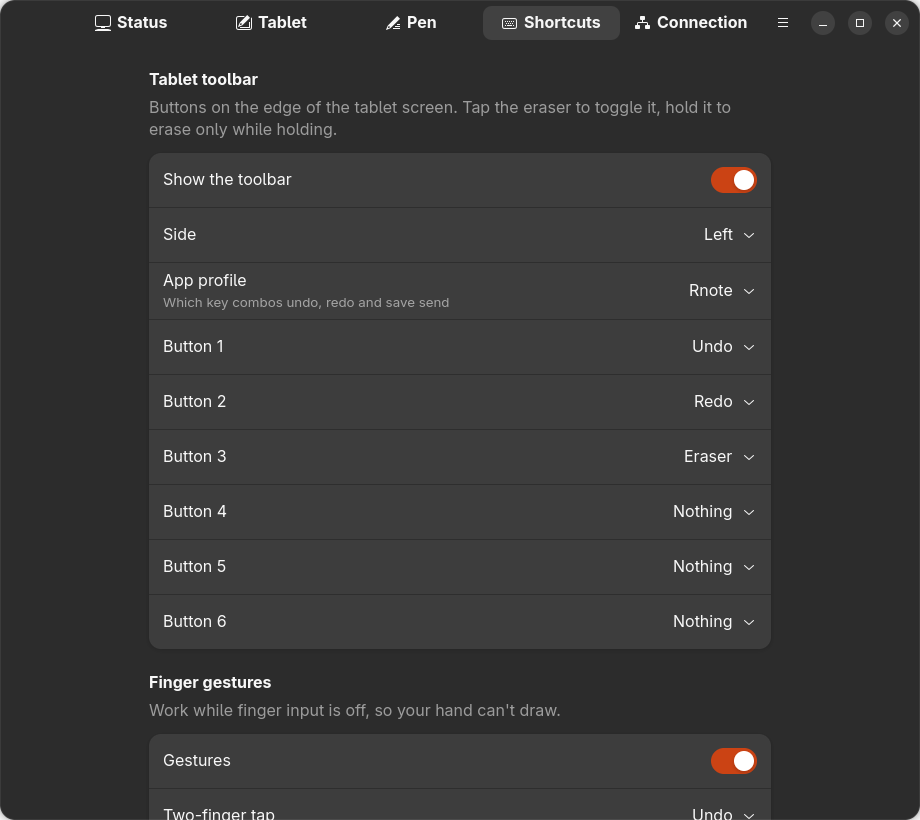 Status
Tablet
Pen
Shortcuts
Connection
Tablet toolbar
Buttons on the edge of the tablet screen. Tap the eraser to toggle it, hold it to
erase only while holding.
Show the toolbar
Side
Left
App profile
Which key combos undo, redo and save send
Rnote
Button 1
Undo
Button 2
Redo
Button 3
Eraser
Button 4
Nothing
Button 5
Nothing
Button 6
Nothing
Finger gestures
Work while finger input is off, so your hand can't draw.
Gestures
Two-finger tap
Undo